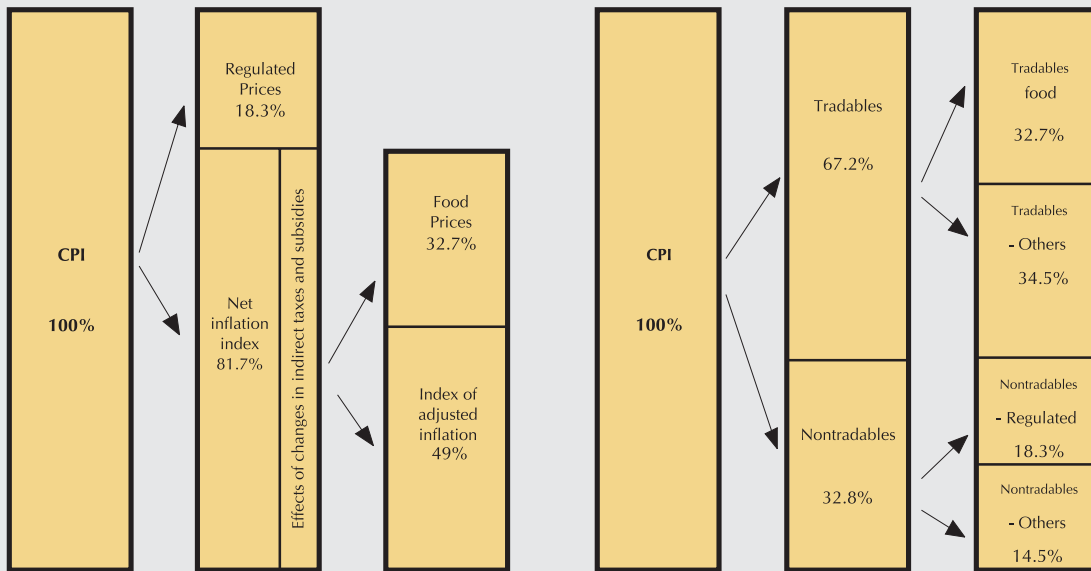 CPI
100%
Regulated
Prices
18.3%
Net
inflation
index
81.7%
Effects of changes in indirect taxes and subsidies
Food
Prices
32.7%
Index of
adjusted
inflation
49%
CPI
100%
Tradables
67.2%
Nontradables
32.8%
Tradables
food
32.7%
Tradables
- Others
34.5%
Nontradables
- Regulated
18.3%
Nontradables
- Others
14.5%